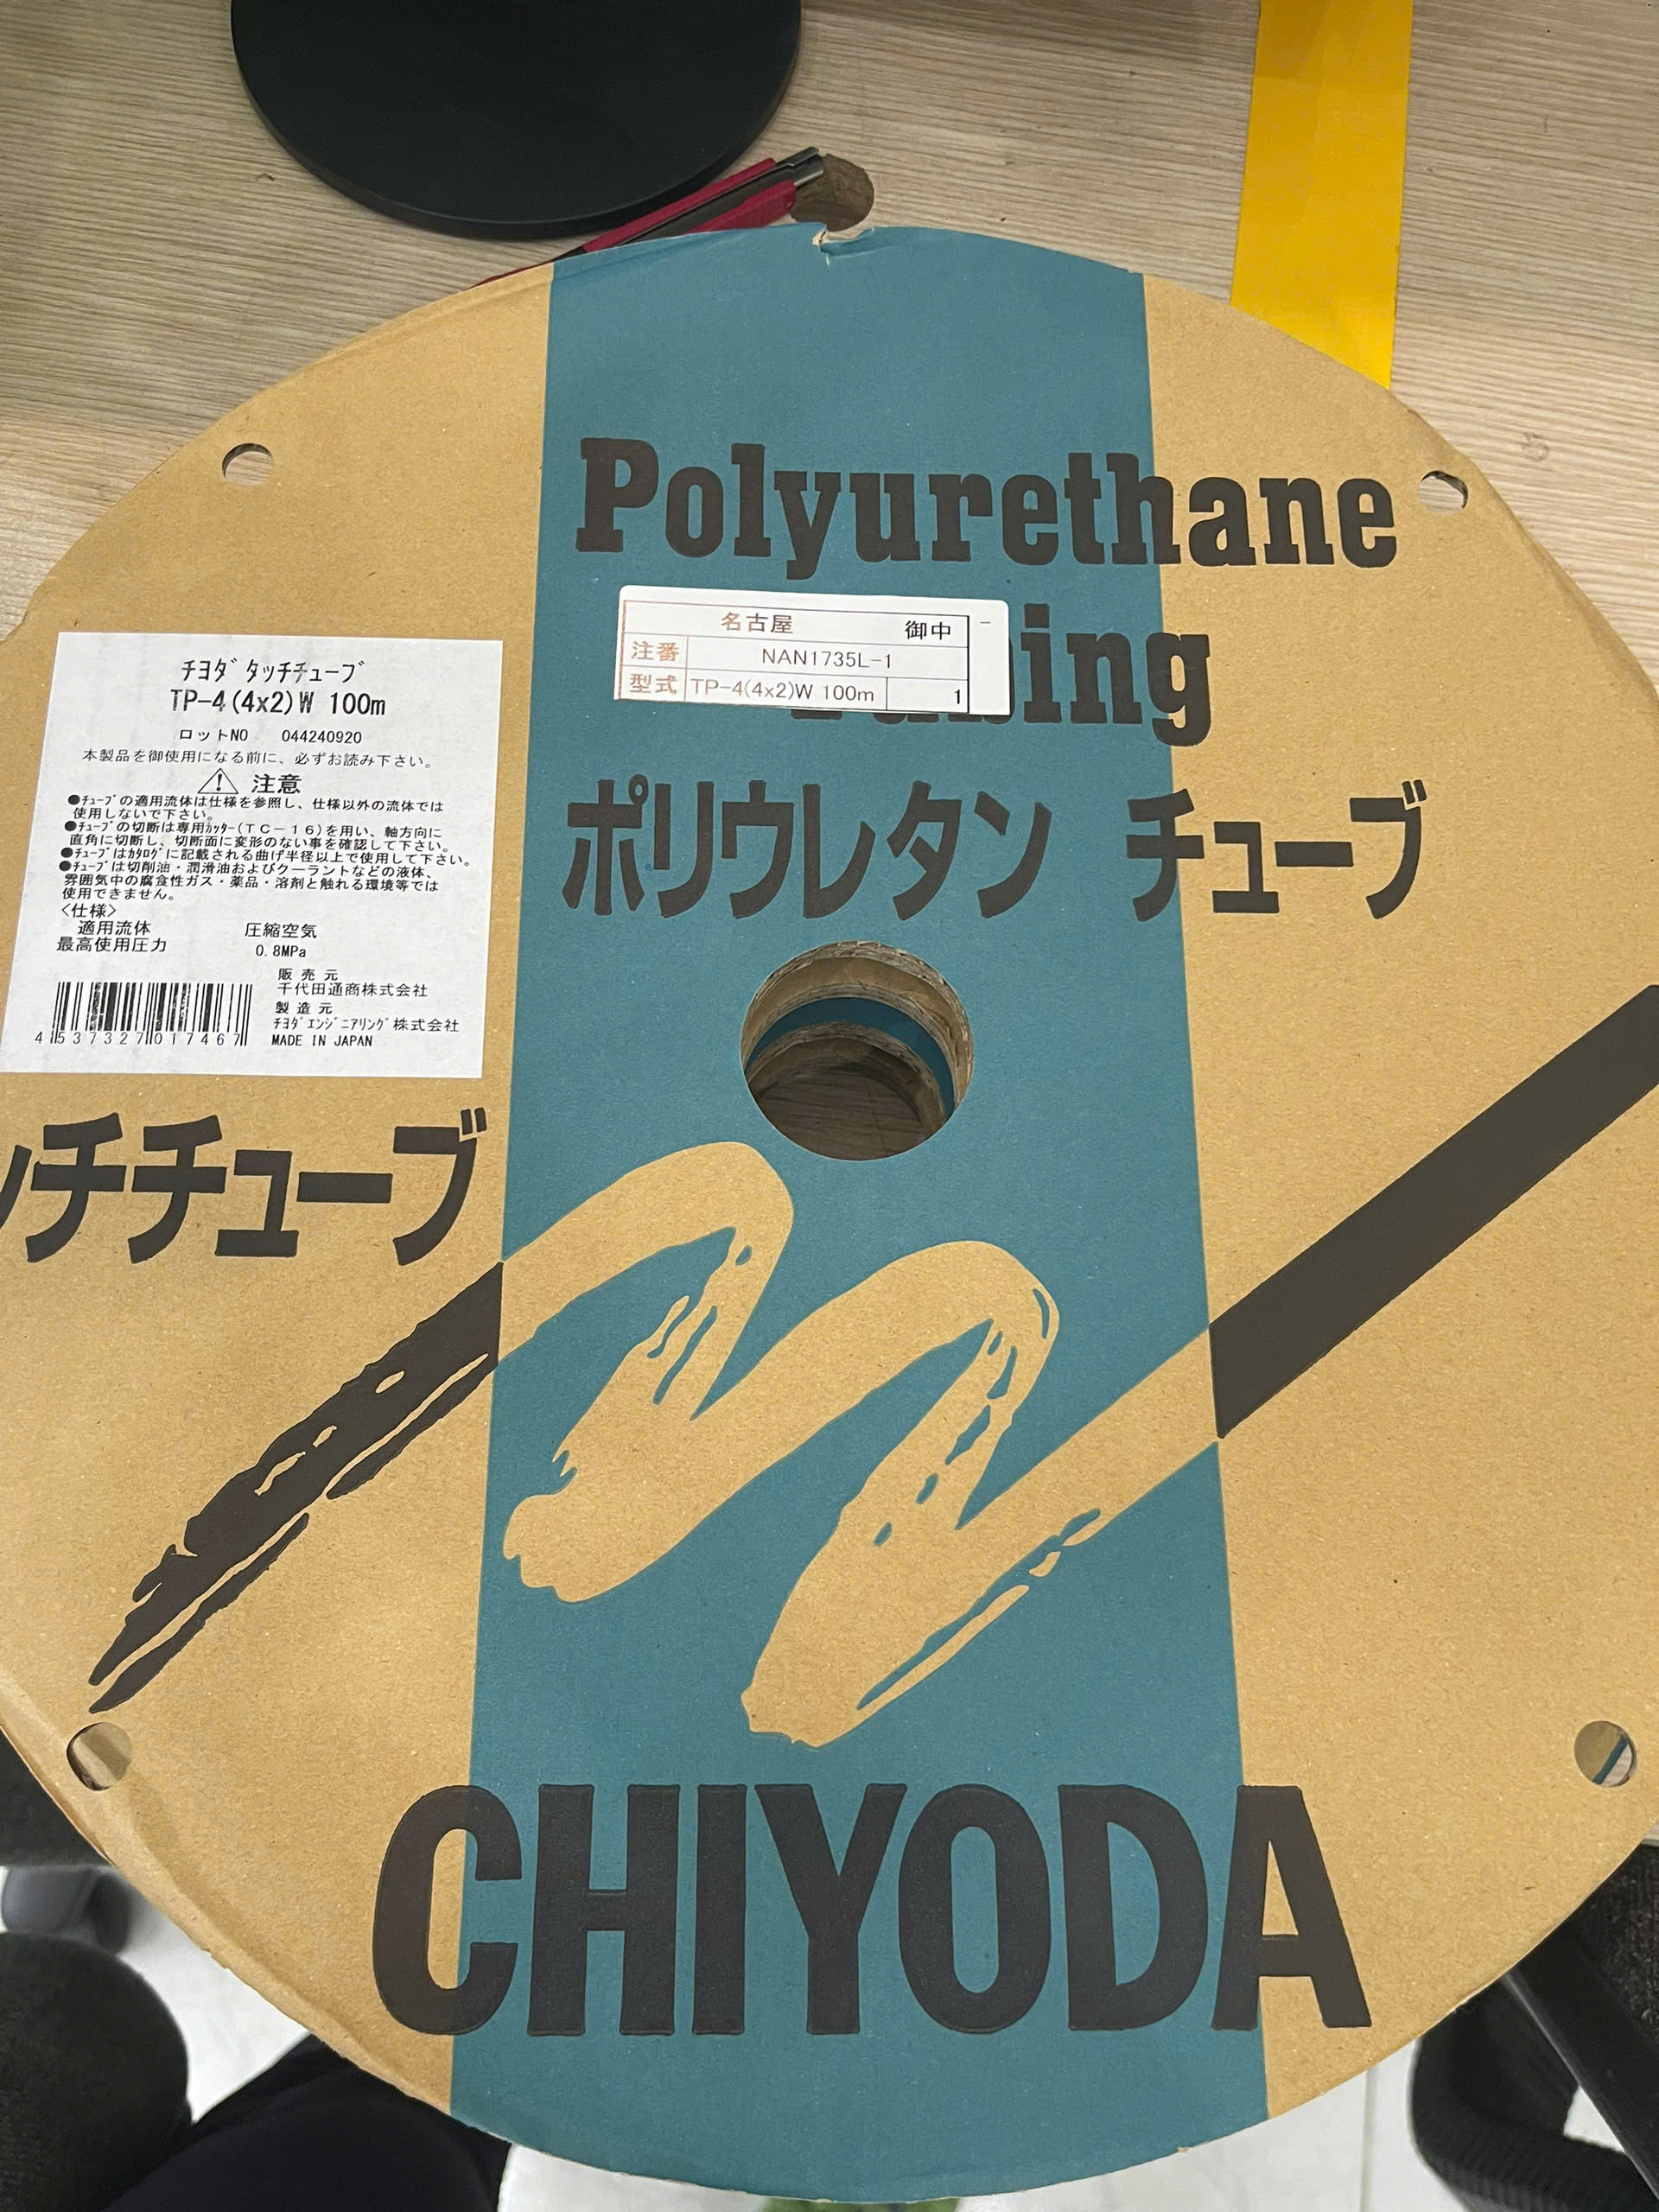 Polyurethane
Tubing
名古屋 御中
注番 NAN1735L-1
型式 TP-4(4x2)W 100m 1
ポリウレタン チューブ
チヨダタッチチューブ
TP-4(4x2)W 100m
ロットNO 044240920
本製品を御使用になる前に、必ずお読み下さい。
注意
●チューブの適用流体は仕様を参照し、仕様以外の流体では
使用しないで下さい。
●チューブの切断は専用カッター(TC-16)を用い、軸方向に
直角に切断し、切断面に変形のない事を確認して下さい。
●チューブはカタログに記載される曲げ半径以上で使用して下さい。
●チューブは切削油・潤滑油およびクーラントなどの液体、
雰囲気中の腐食性ガス・薬品・溶剤と触れる環境等では
使用できません。
<仕様>
適用流体 圧縮空気
最高使用圧力 0.8MPa
販売元
千代田通商株式会社
製造元
チヨダエンジニアリング株式会社
MADE IN JAPAN
4537327017467
ッチチューブ
CHIYODA